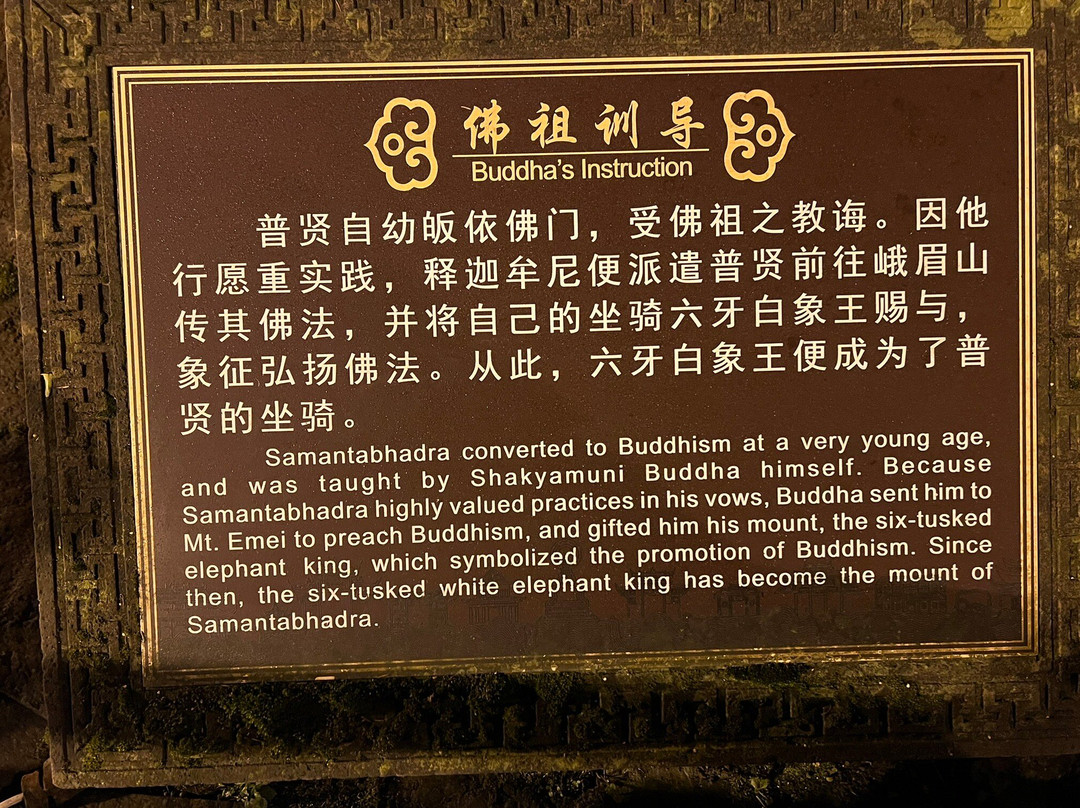 佛祖训导
Buddha's Instruction
普贤自幼皈依佛门，受佛祖之教诲。因他
行愿重实践，释迦牟尼便派遣普贤前往峨眉山
传其佛法，并将自己的坐骑六牙白象王赐与，
象征弘扬佛法。从此，六牙白象王便成为了普
贤的坐骑。
Samantabhadra converted to Buddhism at a very young age,
and was taught by Shakyamuni Buddha himself. Because
Samantabhadra highly valued practices in his vows, Buddha sent him to
Mt. Emei to preach Buddhism, and gifted him his mount, the six-tusked
elephant king, which symbolized the promotion of Buddhism. Since
then, the six-tusked white elephant king has become the mount of
Samantabhadra.